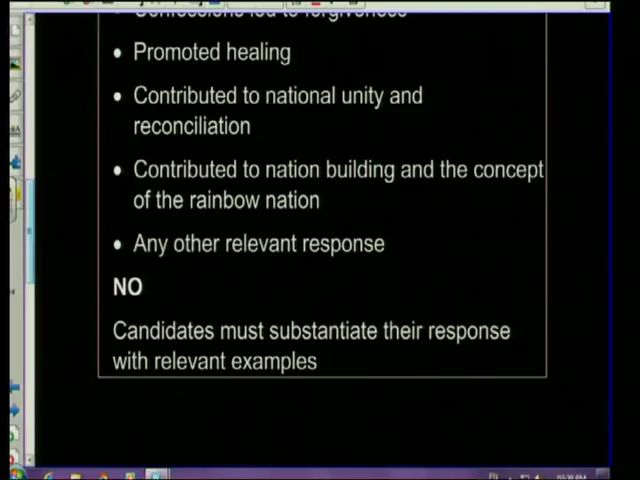 Confessions led to forgiveness
• Promoted healing
• Contributed to national unity and
reconciliation
• Contributed to nation building and the concept
of the rainbow nation
• Any other relevant response
NO
Candidates must substantiate their response
with relevant examples
EN